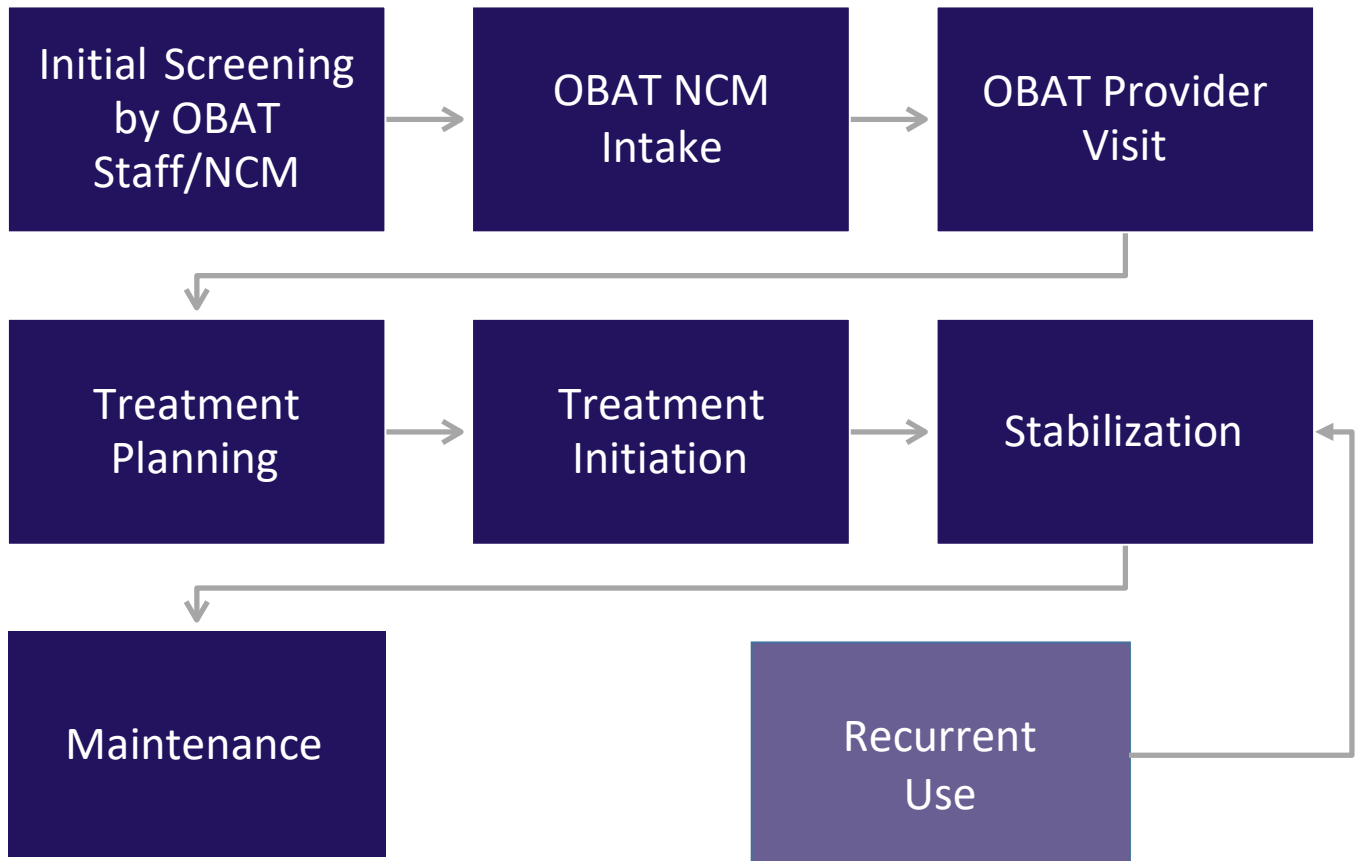 Initial Screening
by OBAT
Staff/NCM
OBAT NCM
Intake
OBAT Provider
Visit
Treatment
Planning
Treatment
Initiation
Stabilization
Maintenance
Recurrent
Use